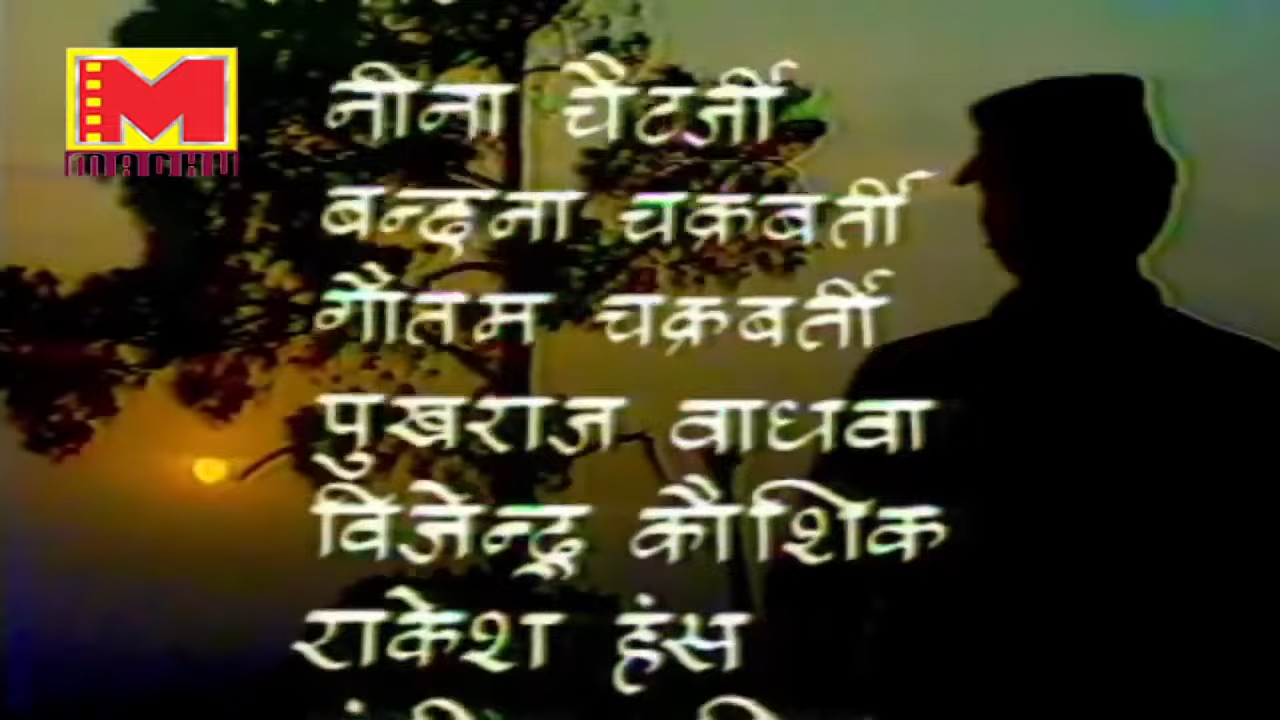 MACHU
नीना चैटर्जी
बन्दना चक्रबर्ती
गौतम चक्रबर्ती
पुखराज वाधवा
विजेन्द्र कौशिक
राकेश हंस